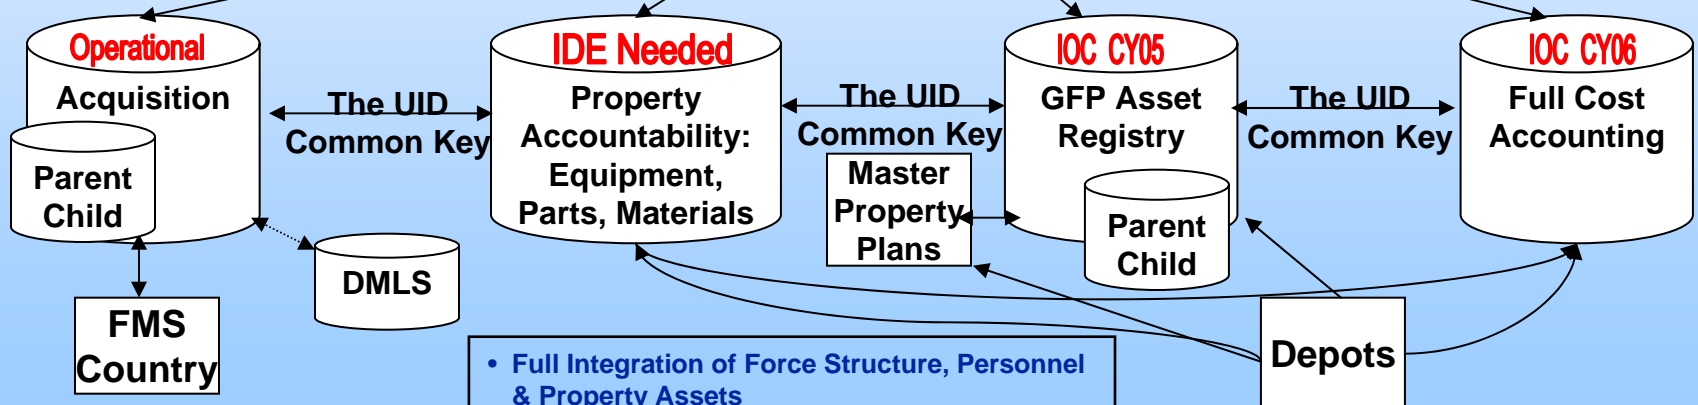 Operational
Acquisition
Parent
Child
FMS
Country
DMLS
The UID
Common Key
IDE Needed
Property
Accountability:
Equipment,
Parts, Materials
The UID
Common Key
Master
Property
Plans
IOC CY05
GFP Asset
Registry
Parent
Child
The UID
Common Key
IOC CY06
Full Cost
Accounting
Depots
• Full Integration of Force Structure, Personnel
& Property Assets